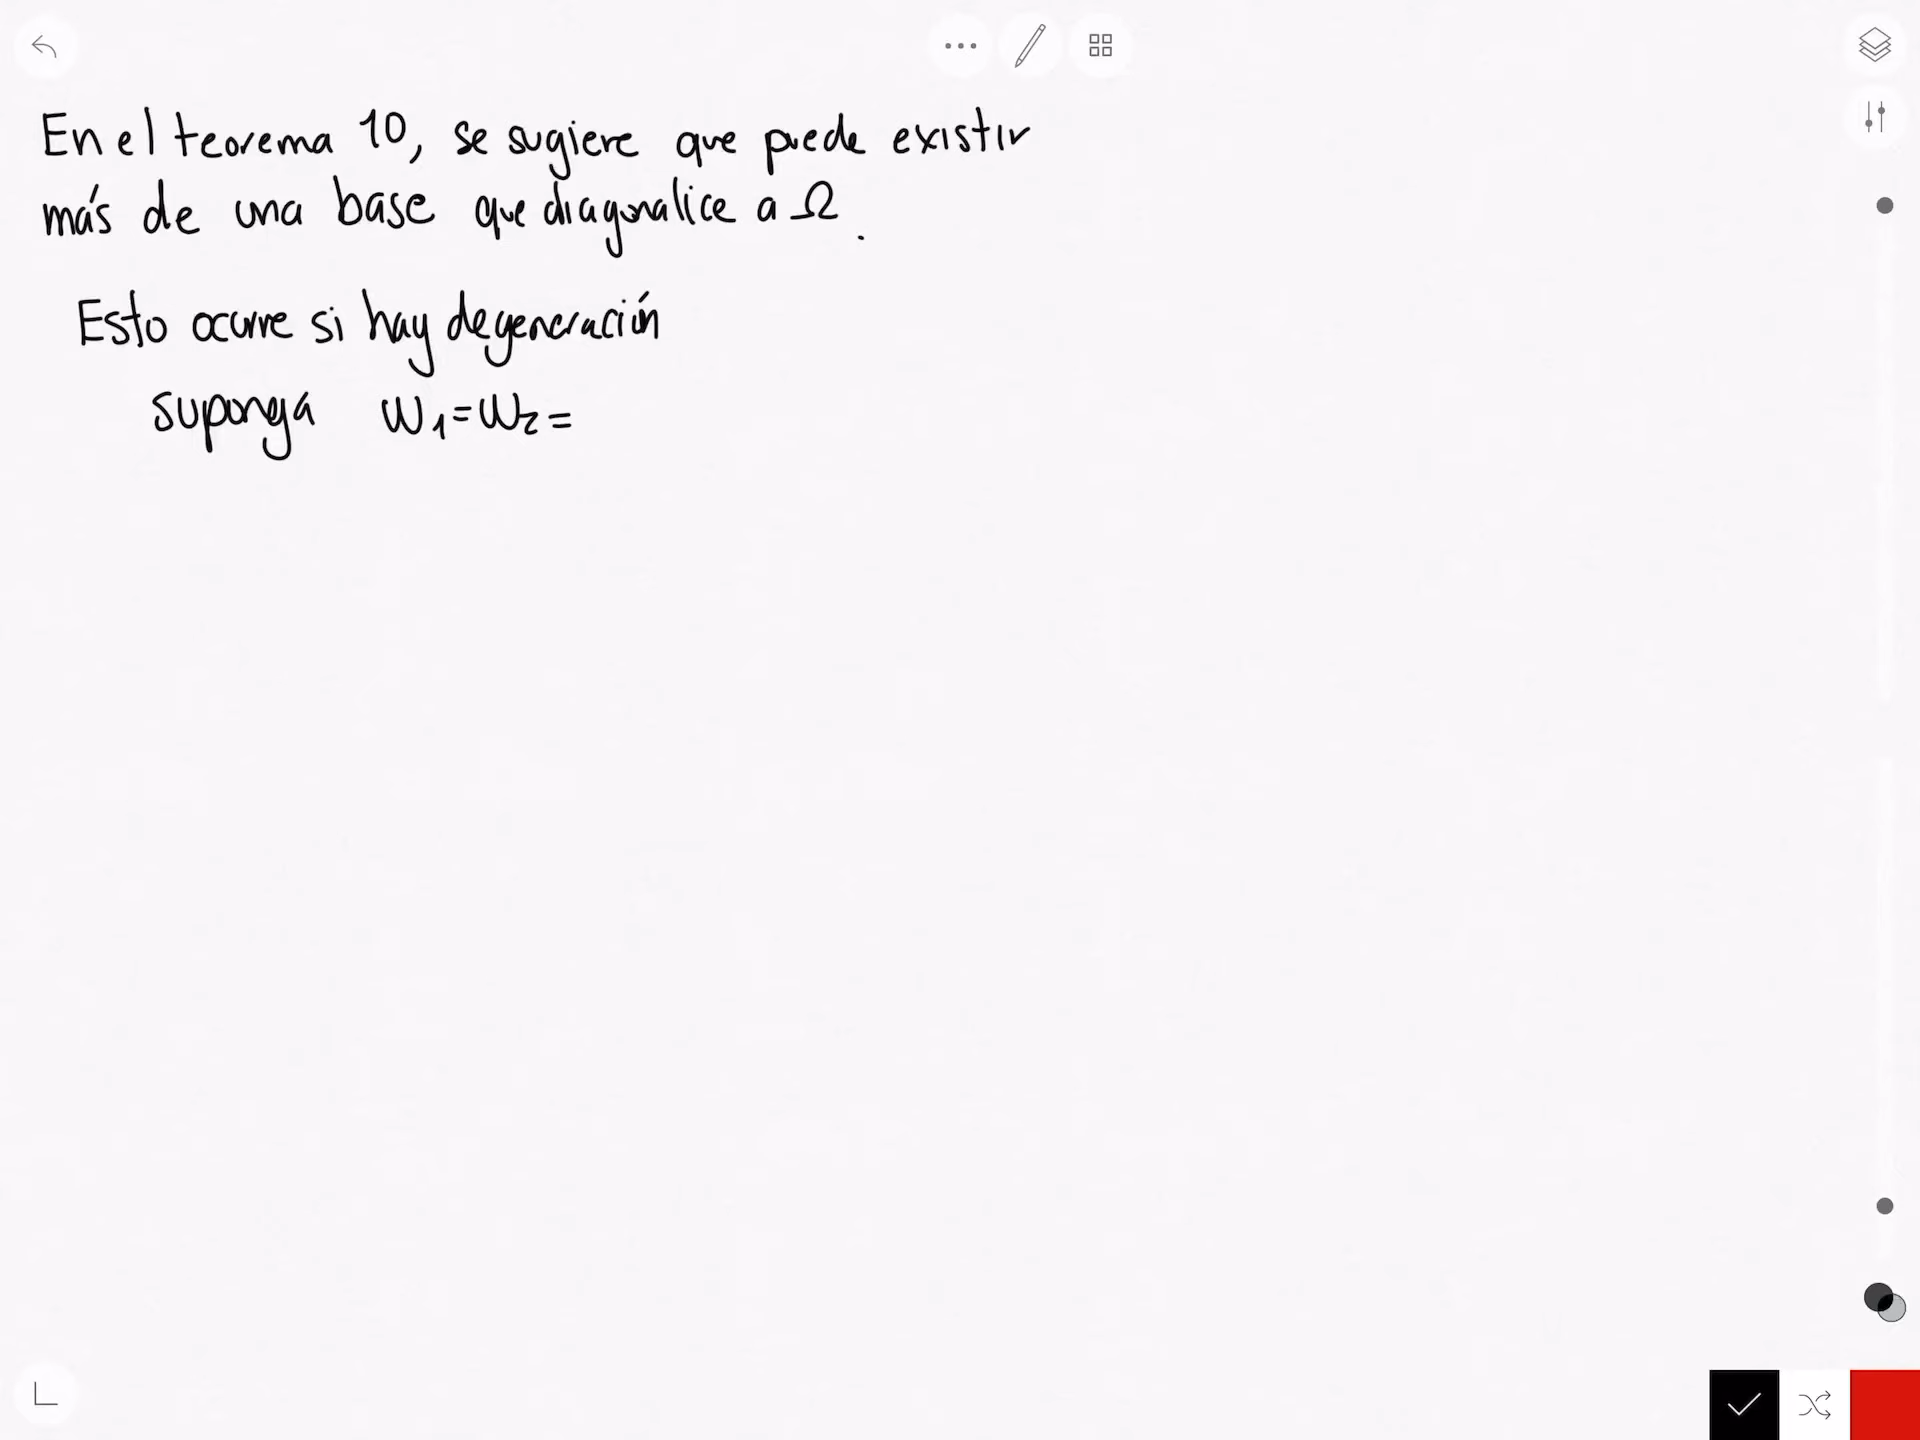 En el teorema 10, se sugiere que puede existir
más de una base que diagonalice a Ω.
Esto ocurre si hay degeneración
suponga ω₁=ω₂=